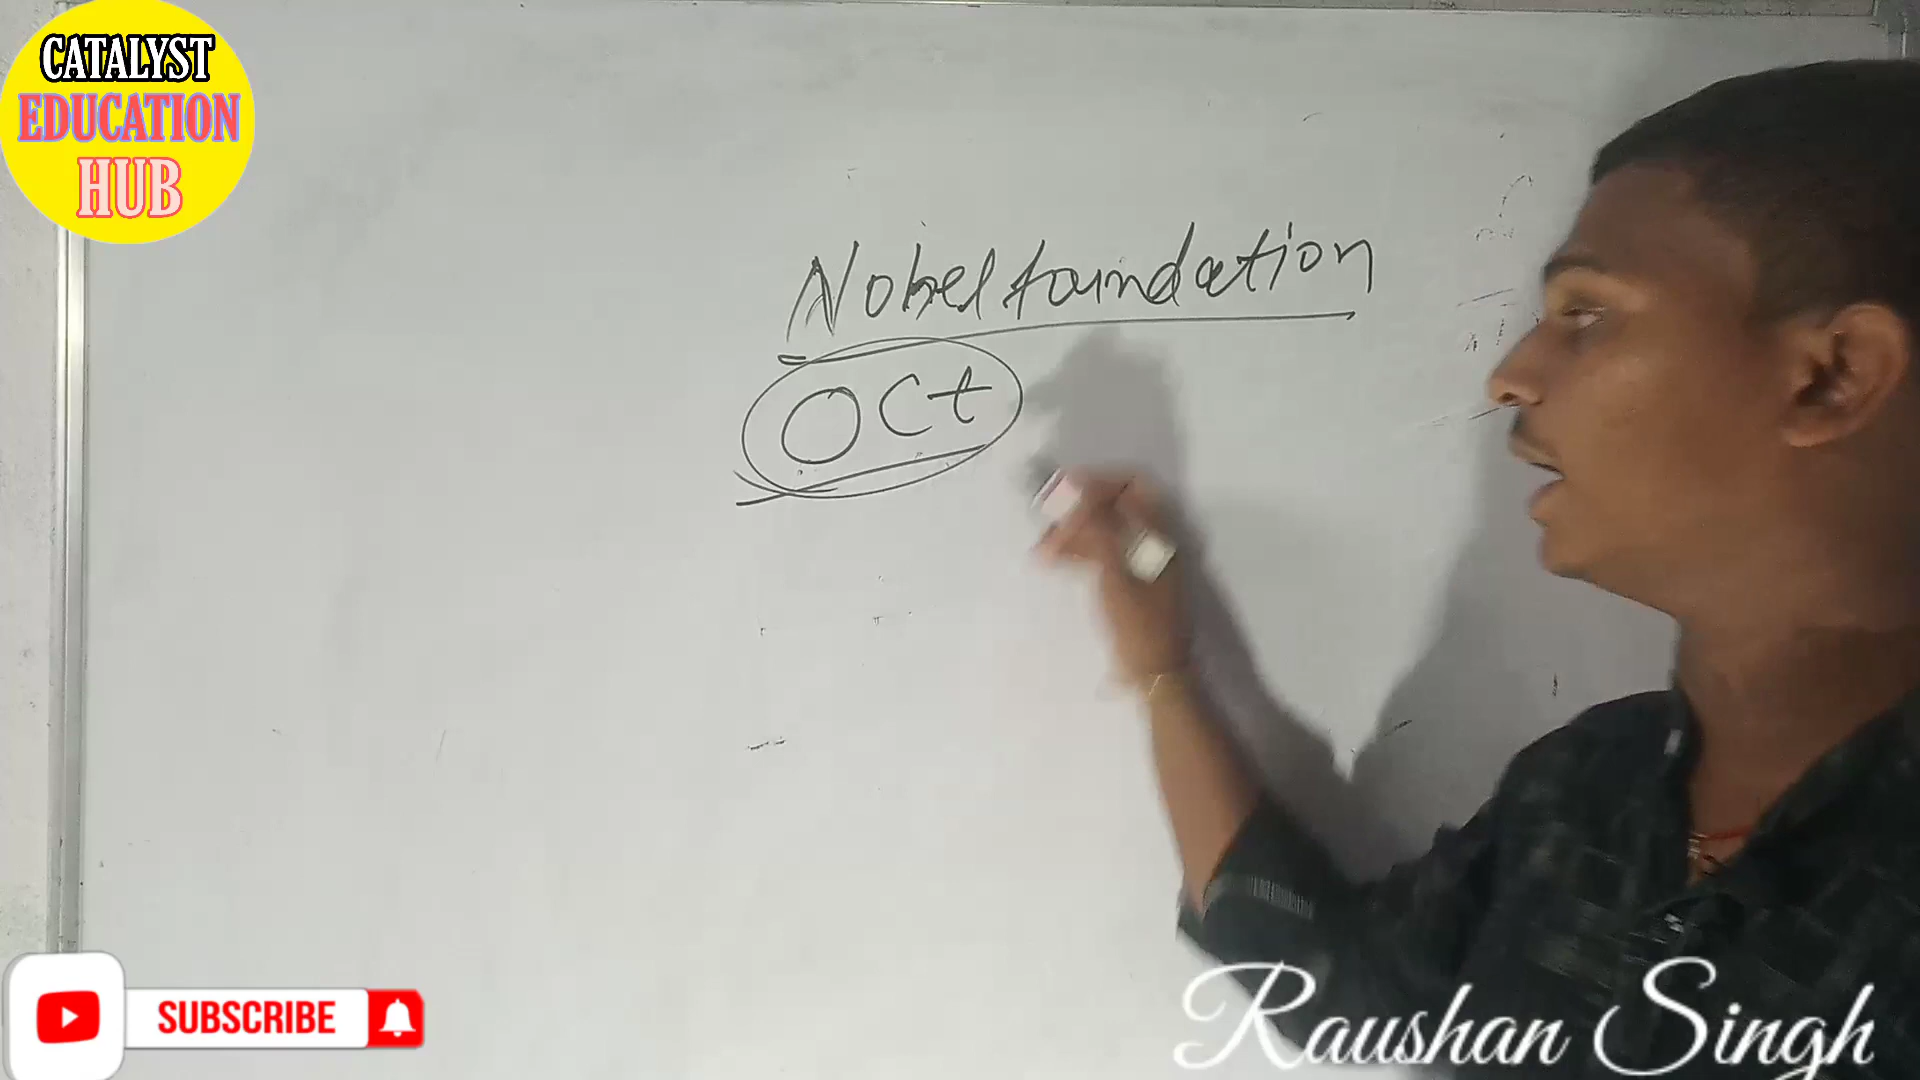 CATALYST
EDUCATION
HUB
Nobel foundation
Oct
SUBSCRIBE
Raushan Singh